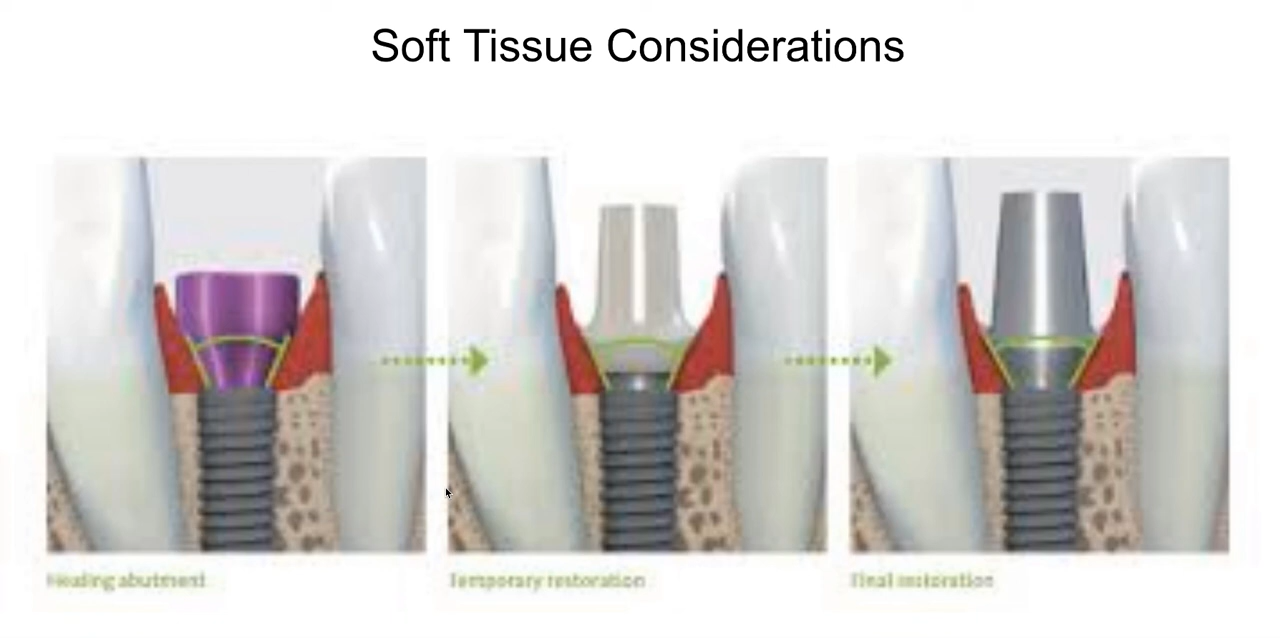 Soft Tissue Considerations
Healing abutment
Temporary restoration
Final restoration